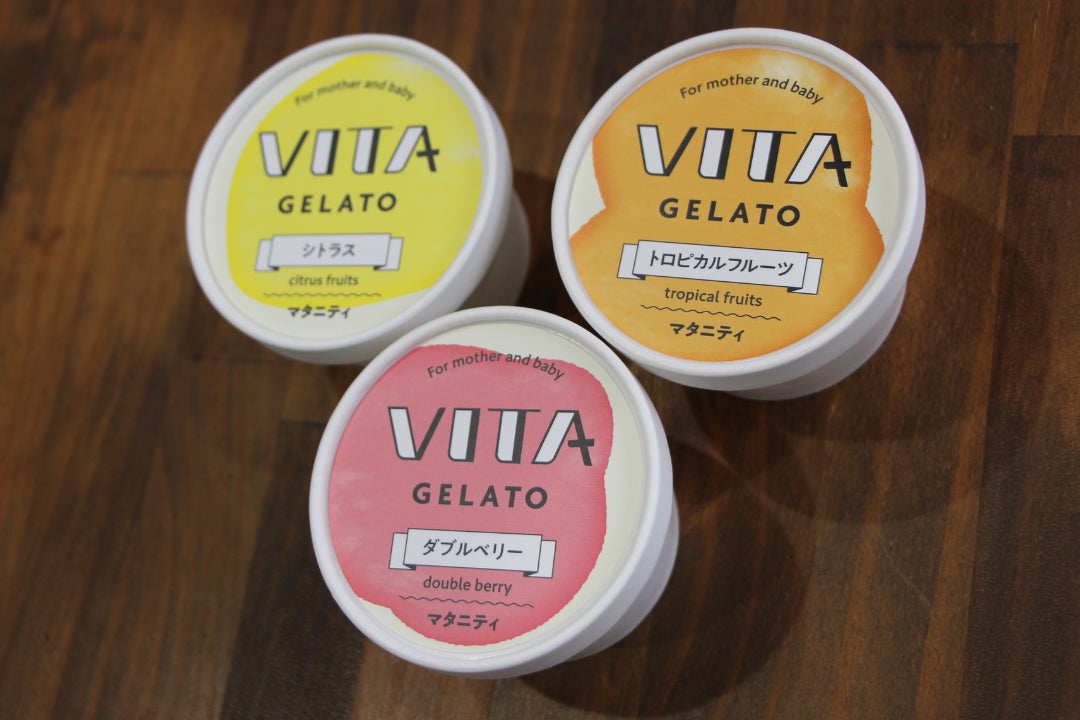 For mother and baby
VITA
GELATO
シトラス
citrus fruits
マタニティ
For mother and baby
VITA
GELATO
トロピカルフルーツ
tropical fruits
マタニティ
For mother and baby
VITA
GELATO
ダブルベリー
double berry
マタニティ